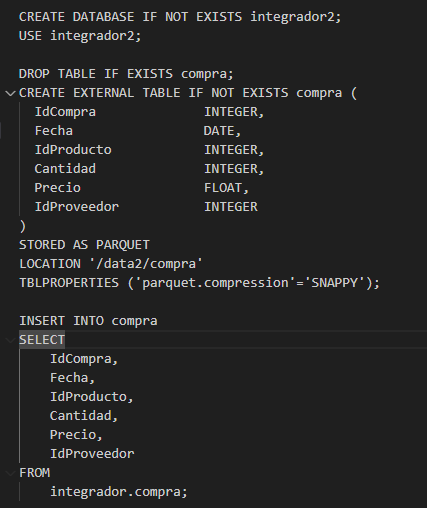 CREATE DATABASE IF NOT EXISTS integrador2;
USE integrador2;

DROP TABLE IF EXISTS compra;
CREATE EXTERNAL TABLE IF NOT EXISTS compra (
  IdCompra              INTEGER,
  Fecha                 DATE,
  IdProducto            INTEGER,
  Cantidad              INTEGER,
  Precio                FLOAT,
  IdProveedor           INTEGER
)
STORED AS PARQUET
LOCATION '/data2/compra'
TBLPROPERTIES ('parquet.compression'='SNAPPY');

INSERT INTO compra
SELECT
    IdCompra,
    Fecha,
    IdProducto,
    Cantidad,
    Precio,
    IdProveedor
FROM
    integrador.compra;